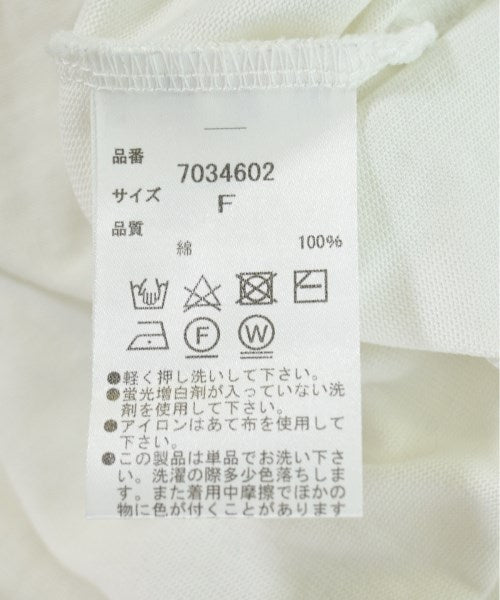 品番 7034602
サイズ F
品質
綿 100%
F W
●軽く押し洗いして下さい。
●蛍光増白剤が入っていない洗
剤を使用して下さい。
●アイロンはあて布を使用して
下さい。
●この製品は単品でお洗い下さ
い。洗濯の際多少色落ちしま
す。また着用中摩擦でほかの
物に色が付くことがあります